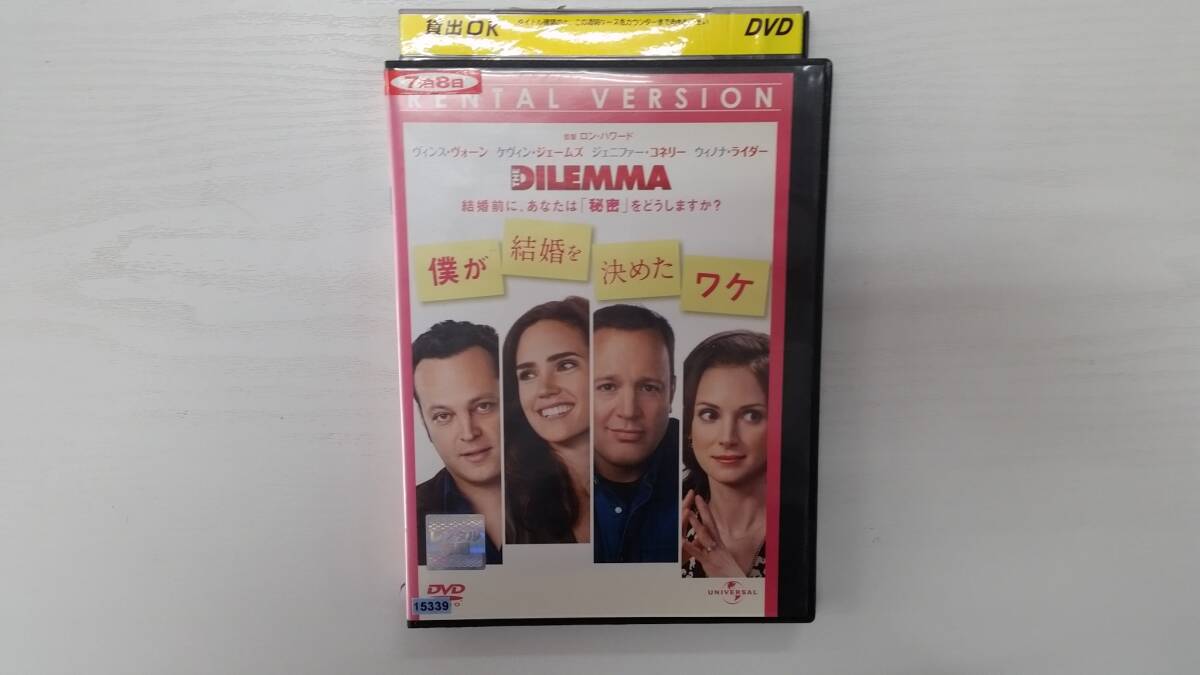 貸出OK
DVD
7泊8日
RENTAL VERSION
監督 ロン・ハワード
ヴィンス・ヴォーン ケヴィン・ジェームズ ジェニファー・コネリー ウィノナ・ライダー
THE DILEMMA
結婚前に、あなたは「秘密」をどうしますか?
僕が
結婚を
決めた
ワケ
レンタル
DVD
15339
UNIVERSAL